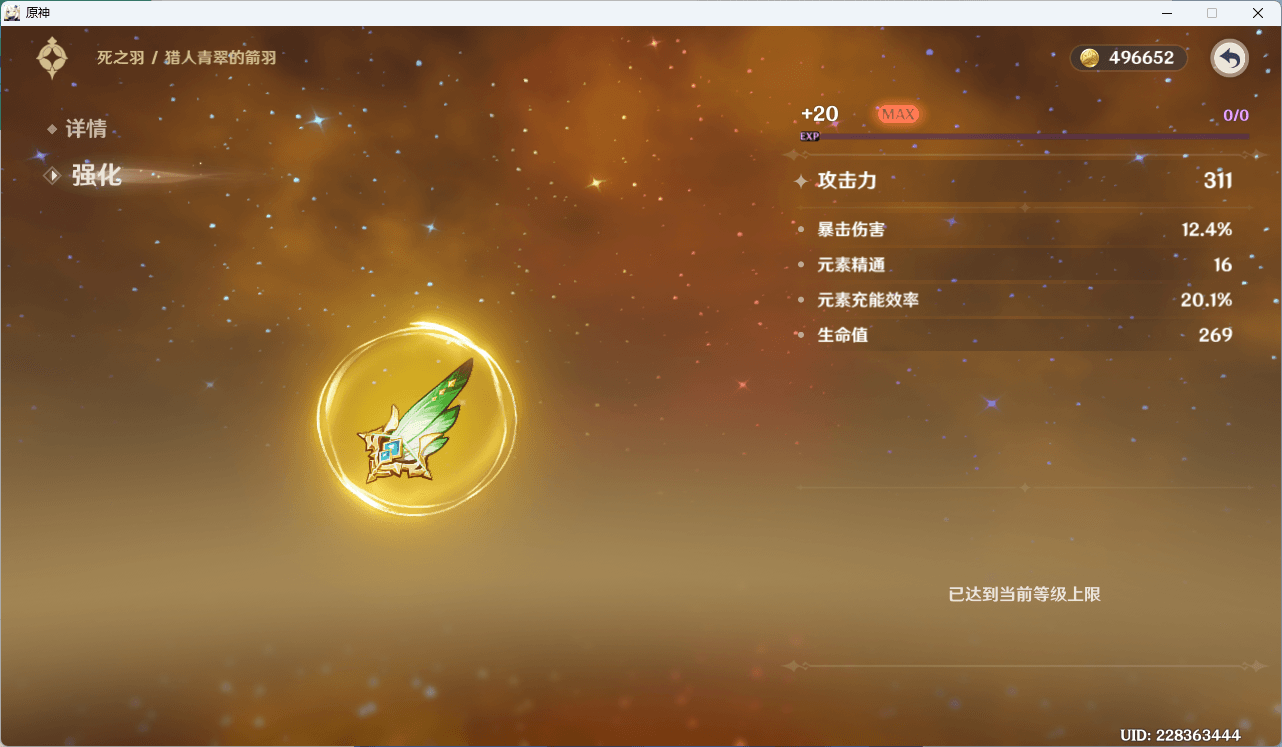 原神
死之羽 / 猎人青翠的箭羽
496652
详情
强化
+20 MAX 0/0
EXP
攻击力 311
暴击伤害 12.4%
元素精通 16
元素充能效率 20.1%
生命值 269
已达到当前等级上限
UID: 228363444